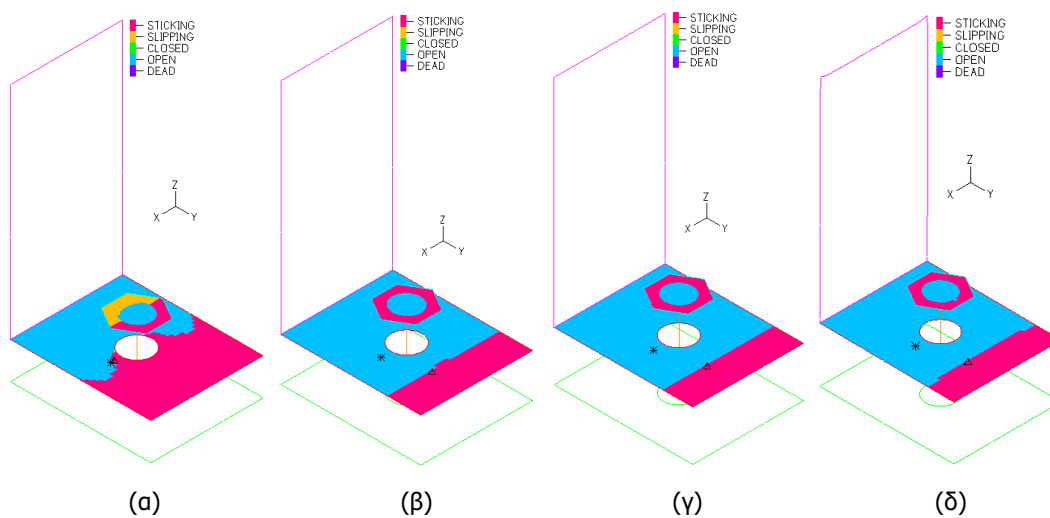 STICKING
SLIPPING
CLOSED
OPEN
DEAD
Z
X
Y
(α)
STICKING
SLIPPING
CLOSED
OPEN
DEAD
Z
X
Y
(β)
STICKING
SLIPPING
CLOSED
OPEN
DEAD
Z
X
Y
(γ)
STICKING
SLIPPING
CLOSED
OPEN
DEAD
Z
X
Y
(δ)